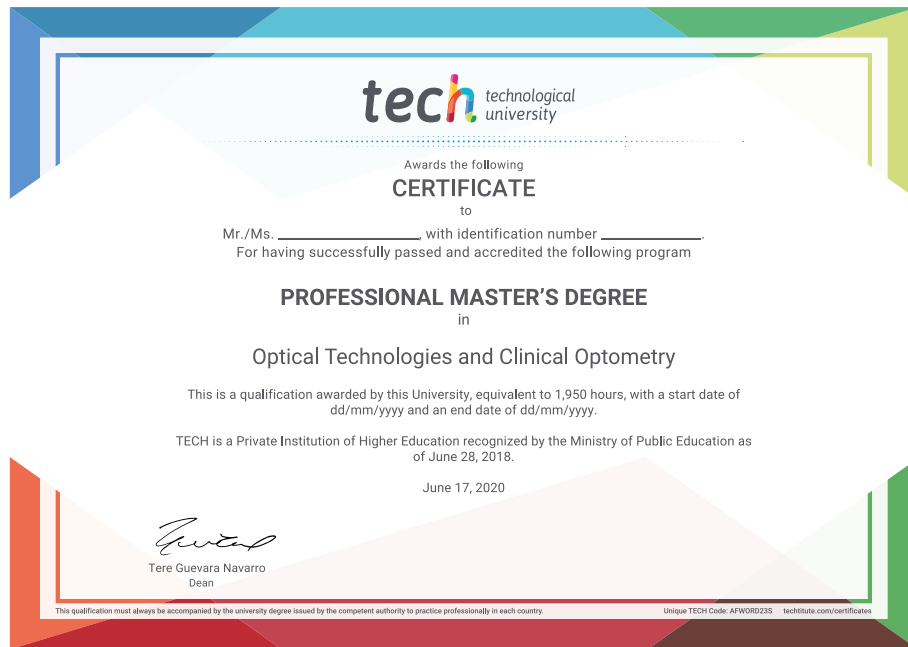 tech technological
university
Awards the following
CERTIFICATE
to
Mr./Ms. ____________________, with identification number ______________.
For having successfully passed and accredited the following program
PROFESSIONAL MASTER'S DEGREE
in
Optical Technologies and Clinical Optometry
This is a qualification awarded by this University, equivalent to 1,950 hours, with a start date of
dd/mm/yyyy and an end date of dd/mm/yyyy.
TECH is a Private Institution of Higher Education recognized by the Ministry of Public Education as
of June 28, 2018.
June 17, 2020
Tere Guevara Navarro
Dean
This qualification must always be accompanied by the university degree issued by the competent authority to practice professionally in each country. Unique TECH Code: AFWORD23S techtitute.com/certificates